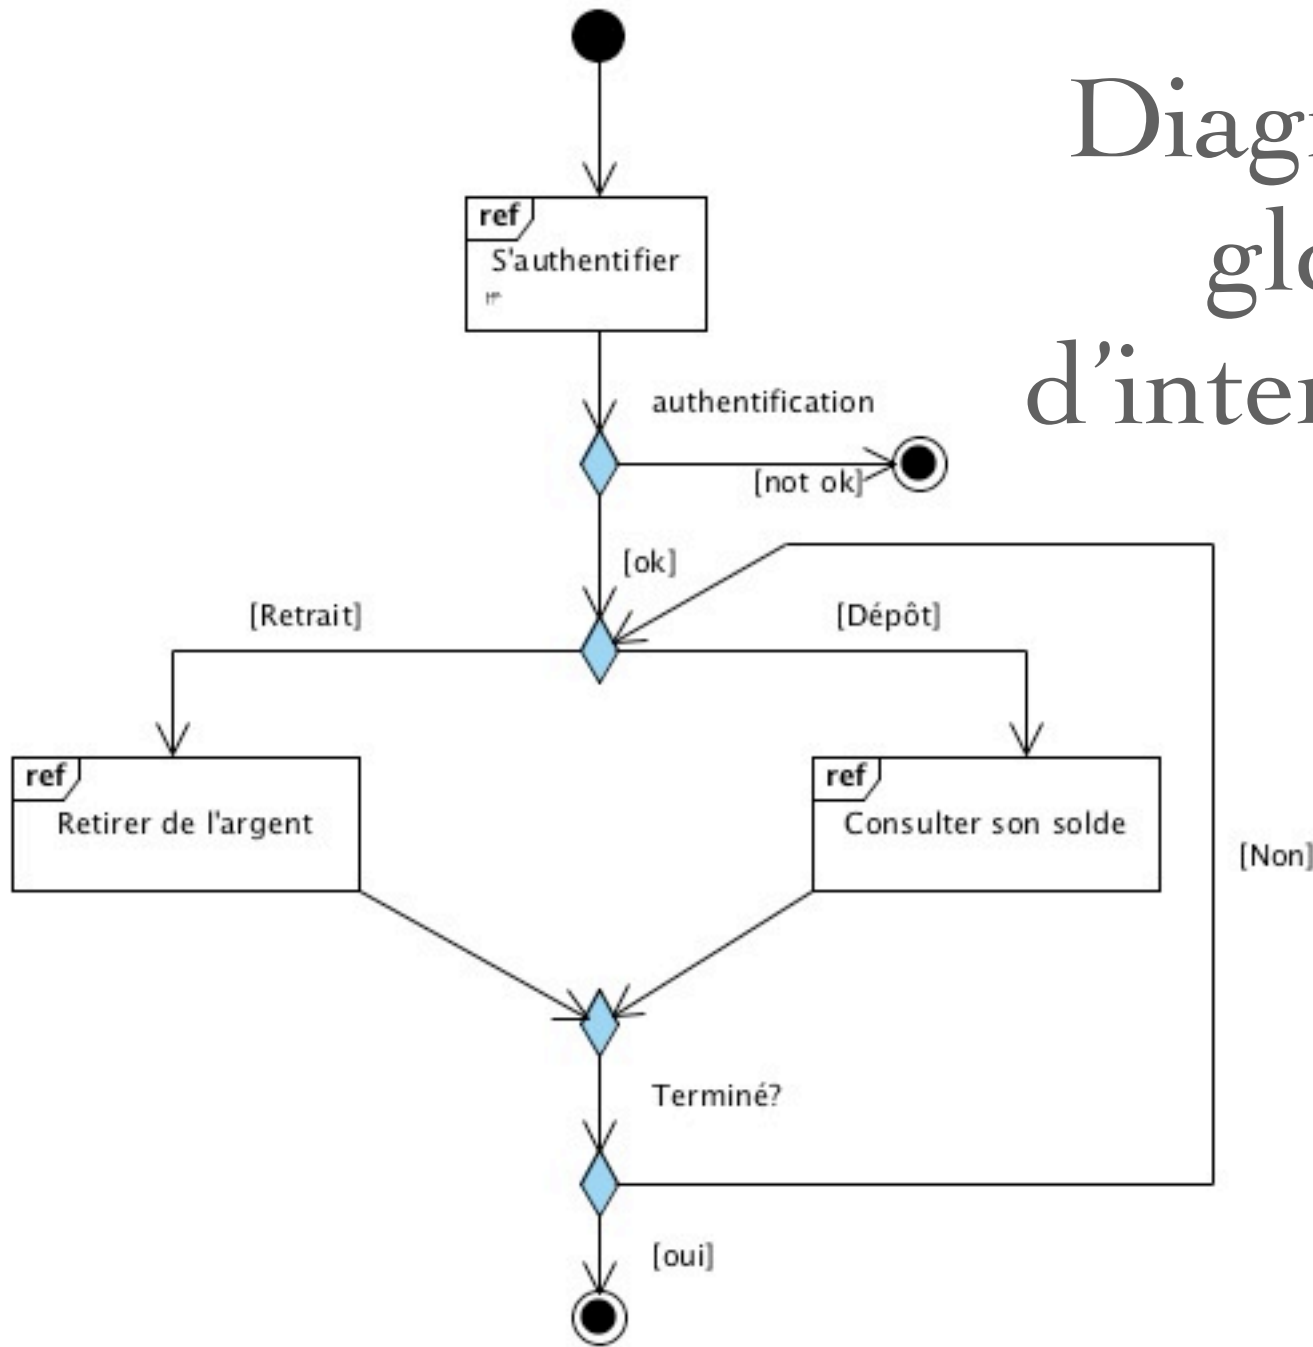 Diag
glo
d'inter
ref
S'authentifier
authentification
[not ok]
[ok]
[Retrait]
[Dépôt]
ref
Retirer de l'argent
ref
Consulter son solde
[Non]
Terminé?
[oui]